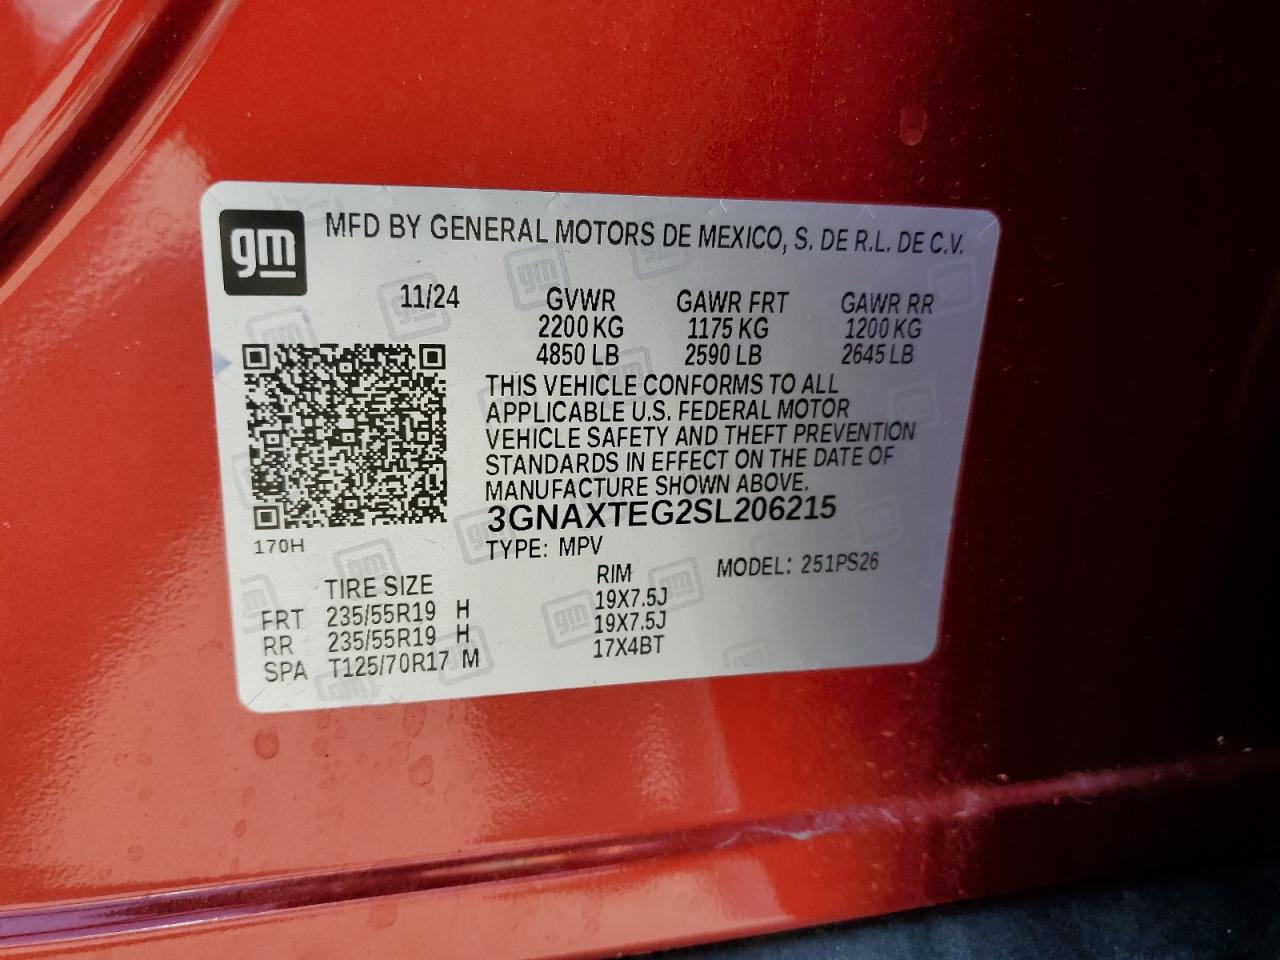 gm MFD BY GENERAL MOTORS DE MEXICO, S. DE R.L. DE C.V.
11/24 GVWR GAWR FRT GAWR RR
2200 KG 1175 KG 1200 KG
4850 LB 2590 LB 2645 LB
THIS VEHICLE CONFORMS TO ALL
APPLICABLE U.S. FEDERAL MOTOR
VEHICLE SAFETY AND THEFT PREVENTION
STANDARDS IN EFFECT ON THE DATE OF
MANUFACTURE SHOWN ABOVE.
3GNAXTEG2SL206215
170H TYPE: MPV MODEL: 251PS26
TIRE SIZE RIM
FRT 235/55R19 H 19X7.5J
RR 235/55R19 H 19X7.5J
SPA T125/70R17 M 17X4BT